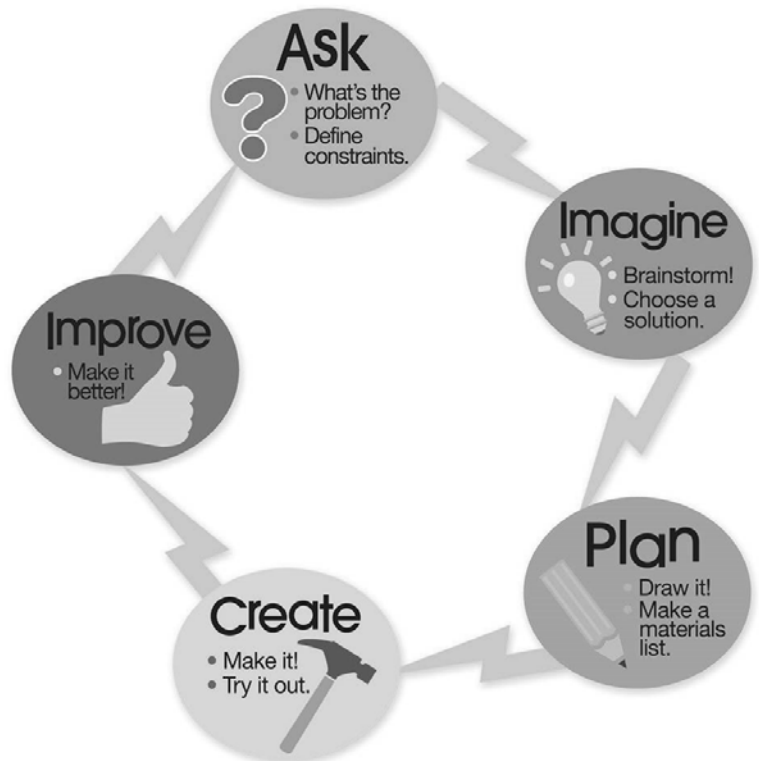 Ask
• What's the
problem?
• Define
constraints.
Imagine
• Brainstorm!
• Choose a
solution.
Plan
• Draw it!
• Make a
materials
list.
Create
• Make it!
• Try it out.
Improve
• Make it
better!